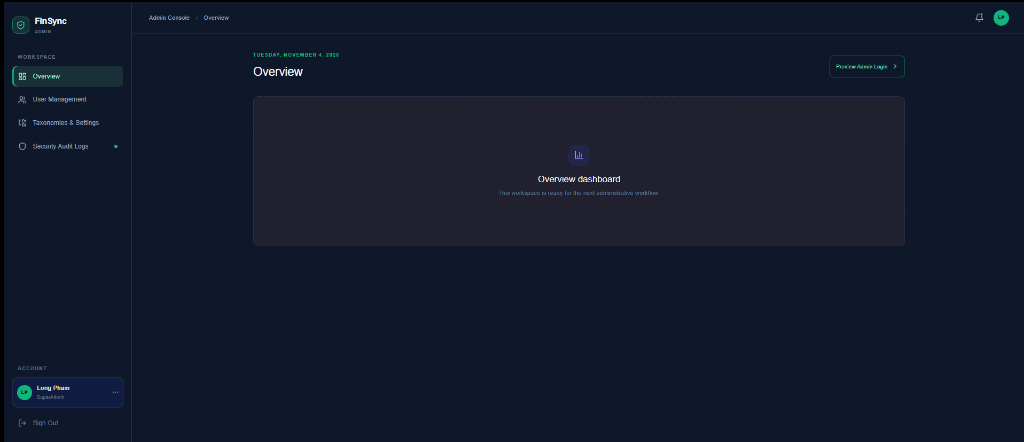 FinSync
WORKSPACE
Overview
User Management
Taxonomies & Settings
Security Audit Logs
ACCOUNT
LP
Long Pham
SuperAdmin
Sign Out
Admin Console / Overview
LP
TUESDAY, NOVEMBER 4, 2025
Overview
Preview Admin Login
Overview dashboard
This workspace is ready for the next administrative workflow.